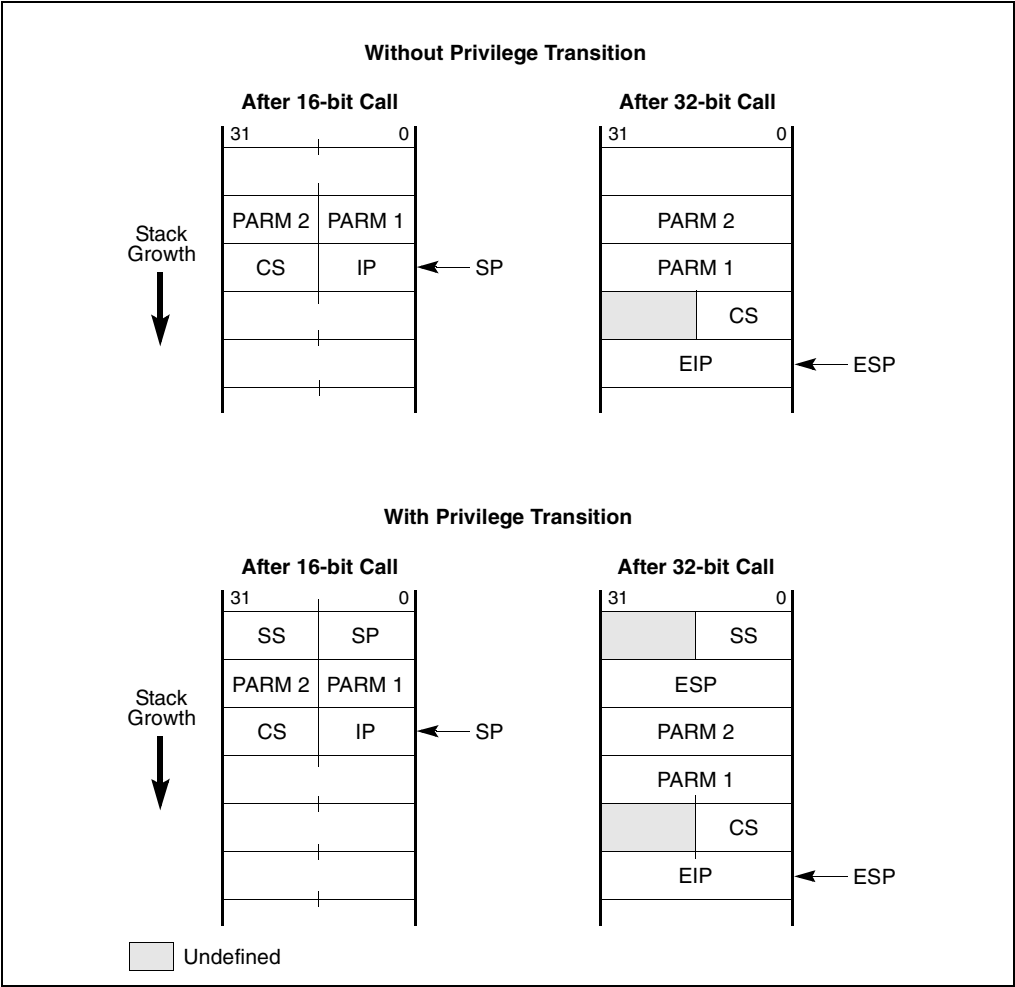 Without Privilege Transition
After 16-bit Call
After 32-bit Call
31 0
31 0
PARM 2 PARM 1
PARM 2
Stack
Growth
CS IP
SP
PARM 1
CS
EIP
ESP
With Privilege Transition
After 16-bit Call
After 32-bit Call
31 0
31 0
SS SP
SS
PARM 2 PARM 1
ESP
Stack
Growth
CS IP
SP
PARM 2
PARM 1
CS
EIP
ESP
Undefined